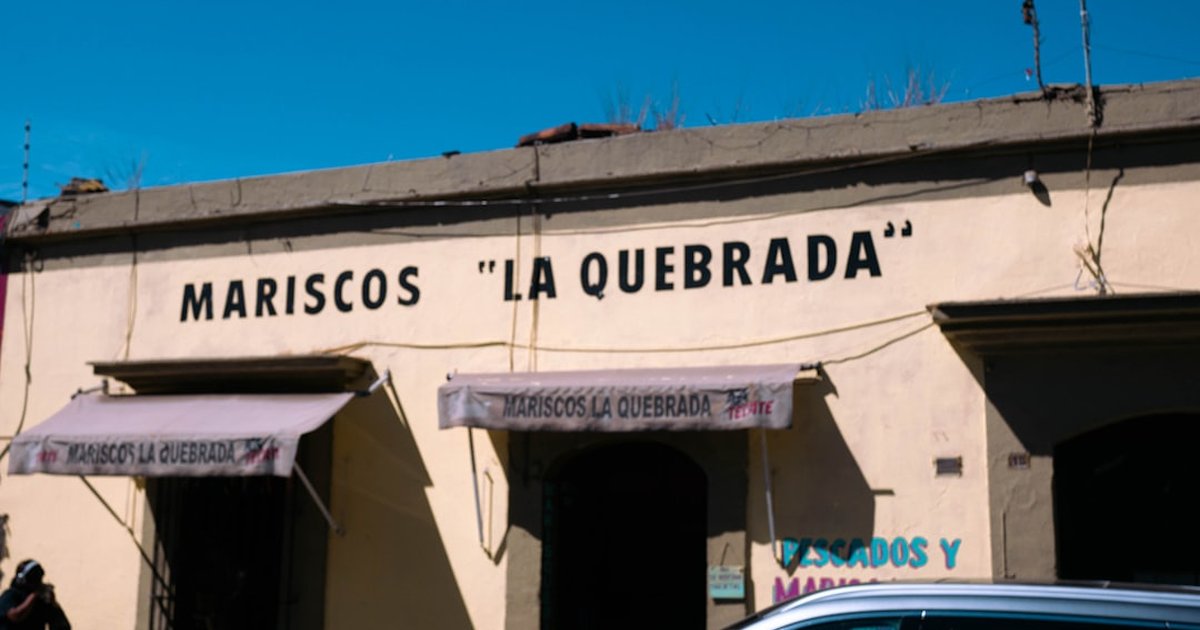 MARISCOS "LA QUEBRADA"
MARISCOS LA QUEBRADA
MARISCOS LA QUEBRADA TECATE
PESCADOS Y